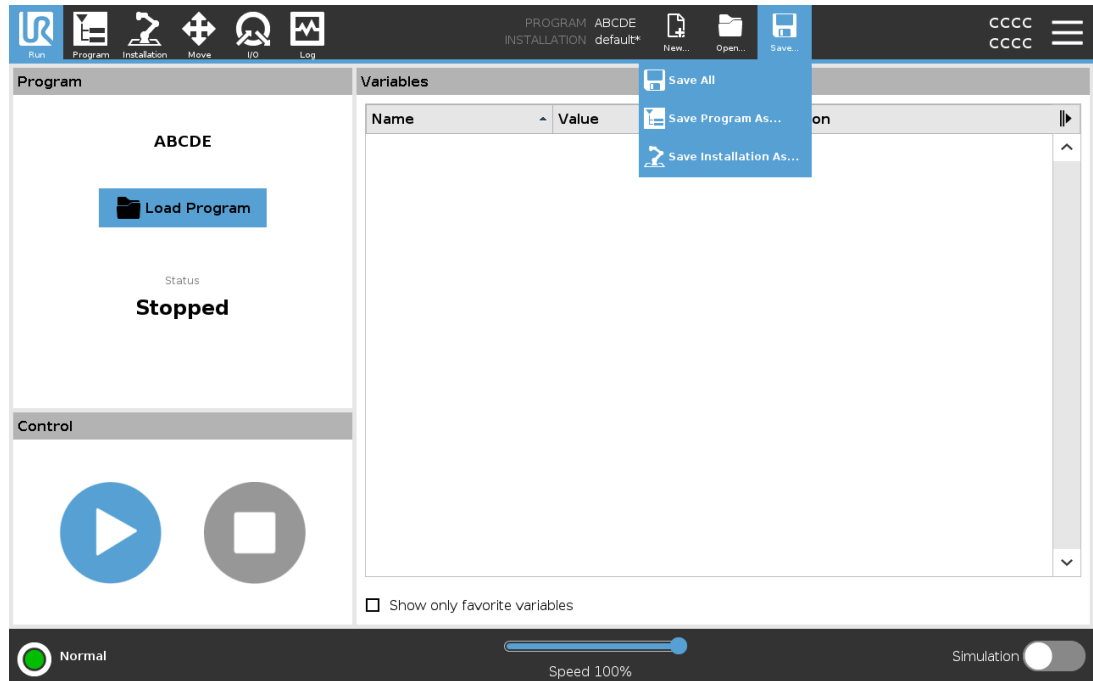 PROGRAM ABCDE
INSTALLATION default*
Run Program Installation Move I/O Log
New... Open... Save...
CCCC
CCCC
Save All
Save Program As...
Save Installation As...
Program
ABCDE
Load Program
Status
Stopped
Control
Variables
Name Value on
Show only favorite variables
Normal
Speed 100%
Simulation